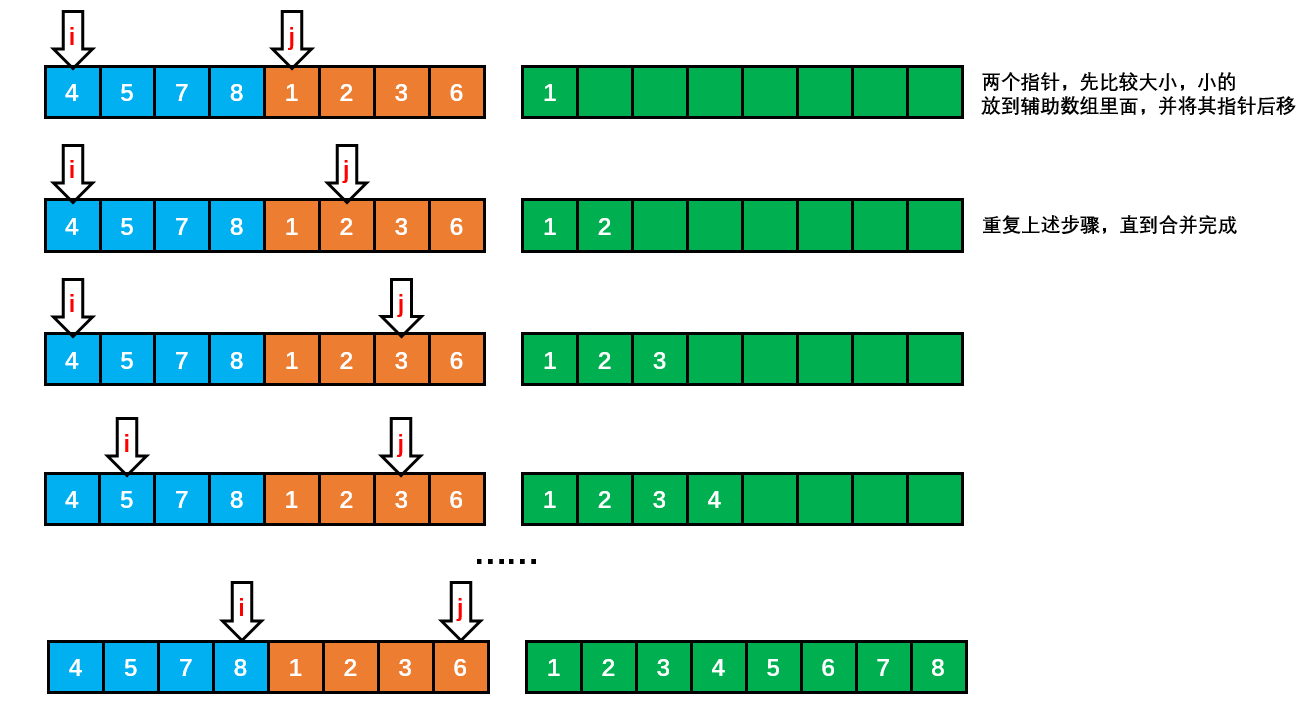 i j
4 5 7 8 1 2 3 6 1
两个指针，先比较大小，小的
放到辅助数组里面，并将其指针后移
i j
4 5 7 8 1 2 3 6 1 2
重复上述步骤，直到合并完成
i j
4 5 7 8 1 2 3 6 1 2 3
i j
4 5 7 8 1 2 3 6 1 2 3 4
······
i j
4 5 7 8 1 2 3 6 1 2 3 4 5 6 7 8